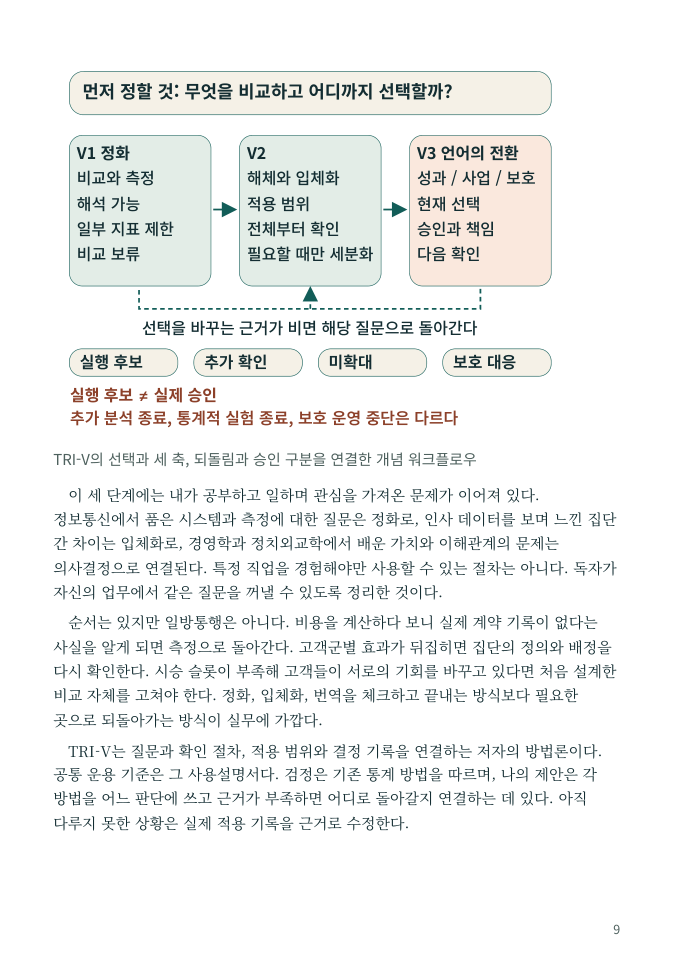 먼저 정할 것: 무엇을 비교하고 어디까지 선택할까?
V1 정화
비교와 측정
해석 가능
일부 지표 제한
비교 보류
V2
해체와 입체화
적용 범위
전체부터 확인
필요할 때만 세분화
V3 언어의 전환
성과 / 사업 / 보호
현재 선택
승인과 책임
다음 확인
선택을 바꾸는 근거가 비면 해당 질문으로 돌아간다
실행 후보
추가 확인
미확대
보호 대응
실행 후보 ≠ 실제 승인
추가 분석 종료, 통계적 실험 종료, 보호 운영 중단은 다르다
TRI-V의 선택과 세 축, 되돌림과 승인 구분을 연결한 개념 워크플로우
이 세 단계에는 내가 공부하고 일하며 관심을 가져온 문제가 이어져 있다.
정보통신에서 품은 시스템과 측정에 대한 질문은 정화로, 인사 데이터를 보며 느낀 집단
간 차이는 입체화로, 경영학과 정치외교학에서 배운 가치와 이해관계의 문제는
의사결정으로 연결된다. 특정 직업을 경험해야만 사용할 수 있는 절차는 아니다. 독자가
자신의 업무에서 같은 질문을 꺼낼 수 있도록 정리한 것이다.
순서는 있지만 일방통행은 아니다. 비용을 계산하다 보니 실제 계약 기록이 없다는
사실을 알게 되면 측정으로 돌아간다. 고객군별 효과가 뒤집히면 집단의 정의와 배정을
다시 확인한다. 시승 슬롯이 부족해 고객들이 서로의 기회를 바꾸고 있다면 처음 설계한
비교 자체를 고쳐야 한다. 정화, 입체화, 번역을 체크하고 끝내는 방식보다 필요한
곳으로 되돌아가는 방식이 실무에 가깝다.
TRI-V는 질문과 확인 절차, 적용 범위와 결정 기록을 연결하는 저자의 방법론이다.
공통 운용 기준은 그 사용설명서다. 검정은 기존 통계 방법을 따르며, 나의 제안은 각
방법을 어느 판단에 쓰고 근거가 부족하면 어디로 돌아갈지 연결하는 데 있다. 아직
다루지 못한 상황은 실제 적용 기록을 근거로 수정한다.
9